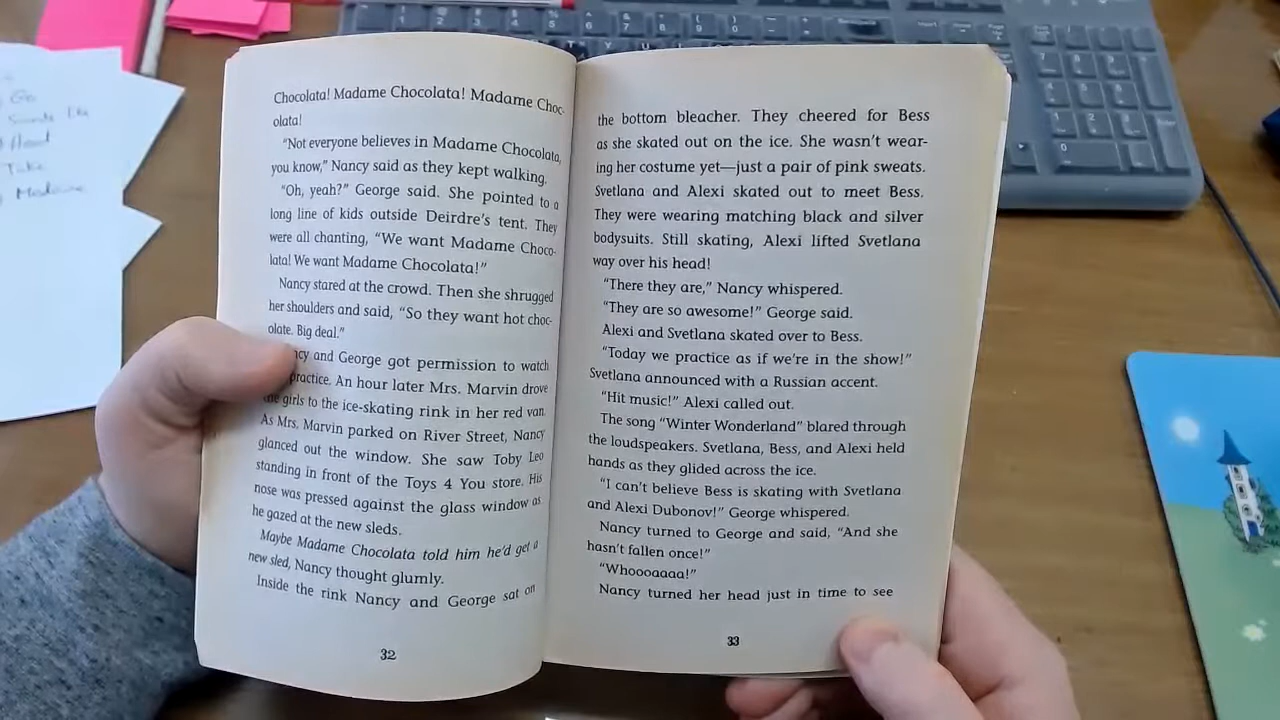 Go
Take
Chocolata! Madame Chocolata! Madame Choc-
olata!
"Not everyone believes in Madame Chocolata,
you know," Nancy said as they kept walking.
"Oh, yeah?" George said. She pointed to a
long line of kids outside Deirdre's tent. They
were all chanting, "We want Madame Choco-
lata! We want Madame Chocolata!"
Nancy stared at the crowd. Then she shrugged
her shoulders and said, "So they want hot choc-
olate. Big deal."
ncy and George got permission to watch
practice. An hour later Mrs. Marvin drove
the girls to the ice-skating rink in her red van.
As Mrs. Marvin parked on River Street, Nancy
glanced out the window. She saw Toby Leo
standing in front of the Toys 4 You store. His
nose was pressed against the glass window as
he gazed at the new sleds.
Maybe Madame Chocolata told him he'd get a
new sled, Nancy thought glumly.
Inside the rink Nancy and George sat on
32
the bottom bleacher. They cheered for Bess
as she skated out on the ice. She wasn't wear-
ing her costume yet—just a pair of pink sweats.
Svetlana and Alexi skated out to meet Bess.
They were wearing matching black and silver
bodysuits. Still skating, Alexi lifted Svetlana
way over his head!
"There they are," Nancy whispered.
"They are so awesome!" George said.
Alexi and Svetlana skated over to Bess.
"Today we practice as if we're in the show!"
Svetlana announced with a Russian accent.
"Hit music!" Alexi called out.
The song "Winter Wonderland" blared through
the loudspeakers. Svetlana, Bess, and Alexi held
hands as they glided across the ice.
"I can't believe Bess is skating with Svetlana
and Alexi Dubonov!" George whispered.
Nancy turned to George and said, "And she
hasn't fallen once!"
"Whoooaaaa!"
Nancy turned her head just in time to see
33